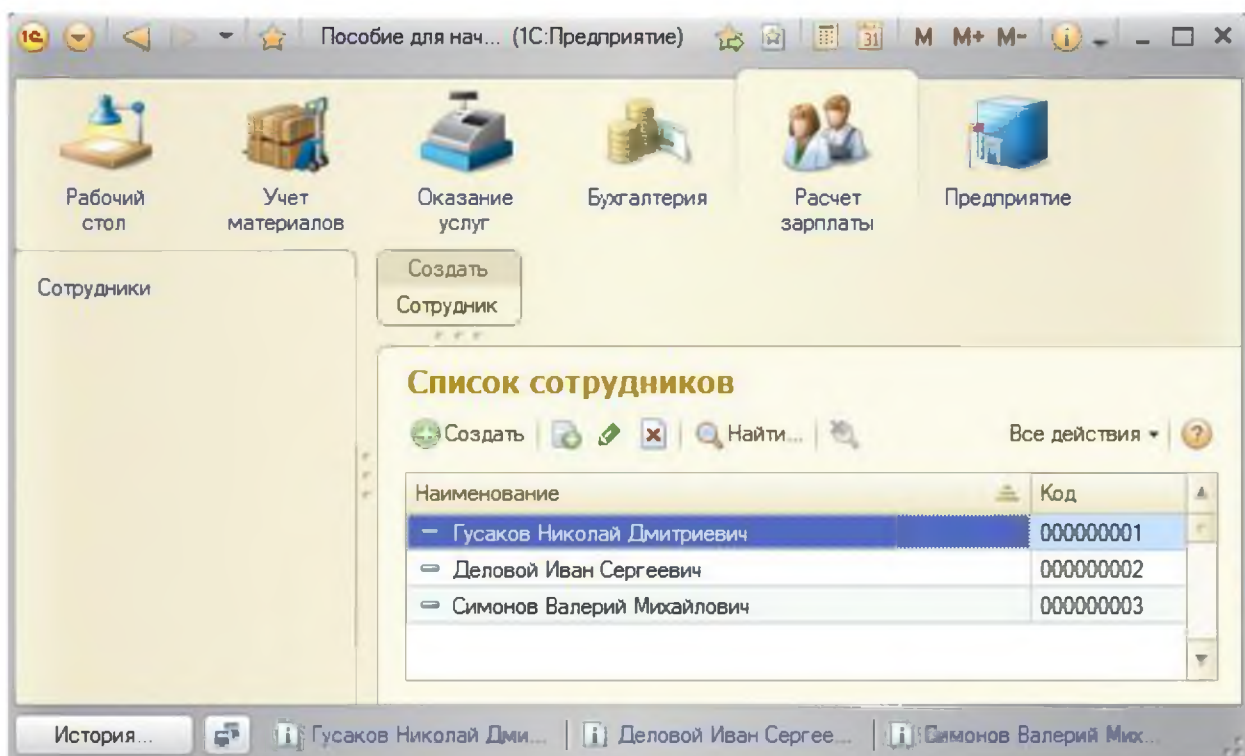 1С Пособие для нач... (1С:Предприятие) 31 M M+ M-
Рабочий
стол
Учет
материалов
Оказание
услуг
Бухгалтерия
Расчет
зарплаты
Предприятие
Сотрудники
Создать
Сотрудник
Список сотрудников
Создать Найти... Все действия
Наименование Код
Гусаков Николай Дмитриевич 000000001
Деловой Иван Сергеевич 000000002
Симонов Валерий Михайлович 000000003
История... Гусаков Николай Дми... Деловой Иван Сергее... Симонов Валерий Мих...